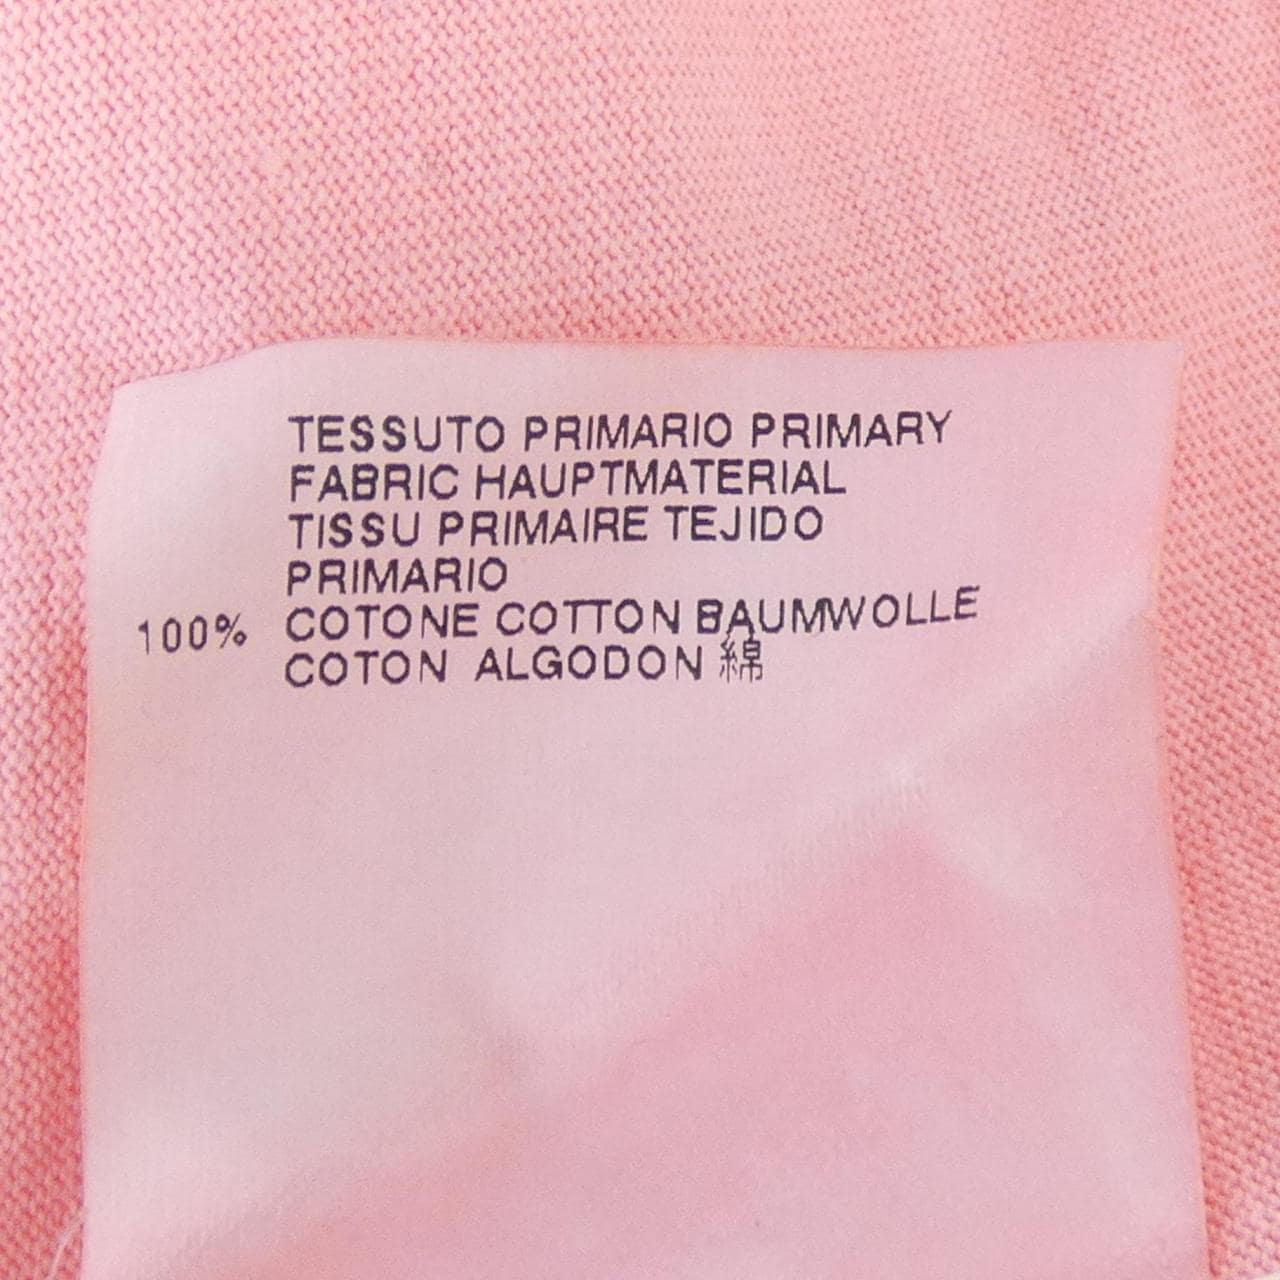 TESSUTO PRIMARIO PRIMARY
FABRIC HAUPTMATERIAL
TISSU PRIMAIRE TEJIDO
PRIMARIO
100% COTONE COTTON BAUMWOLLE
COTON ALGODON 綿